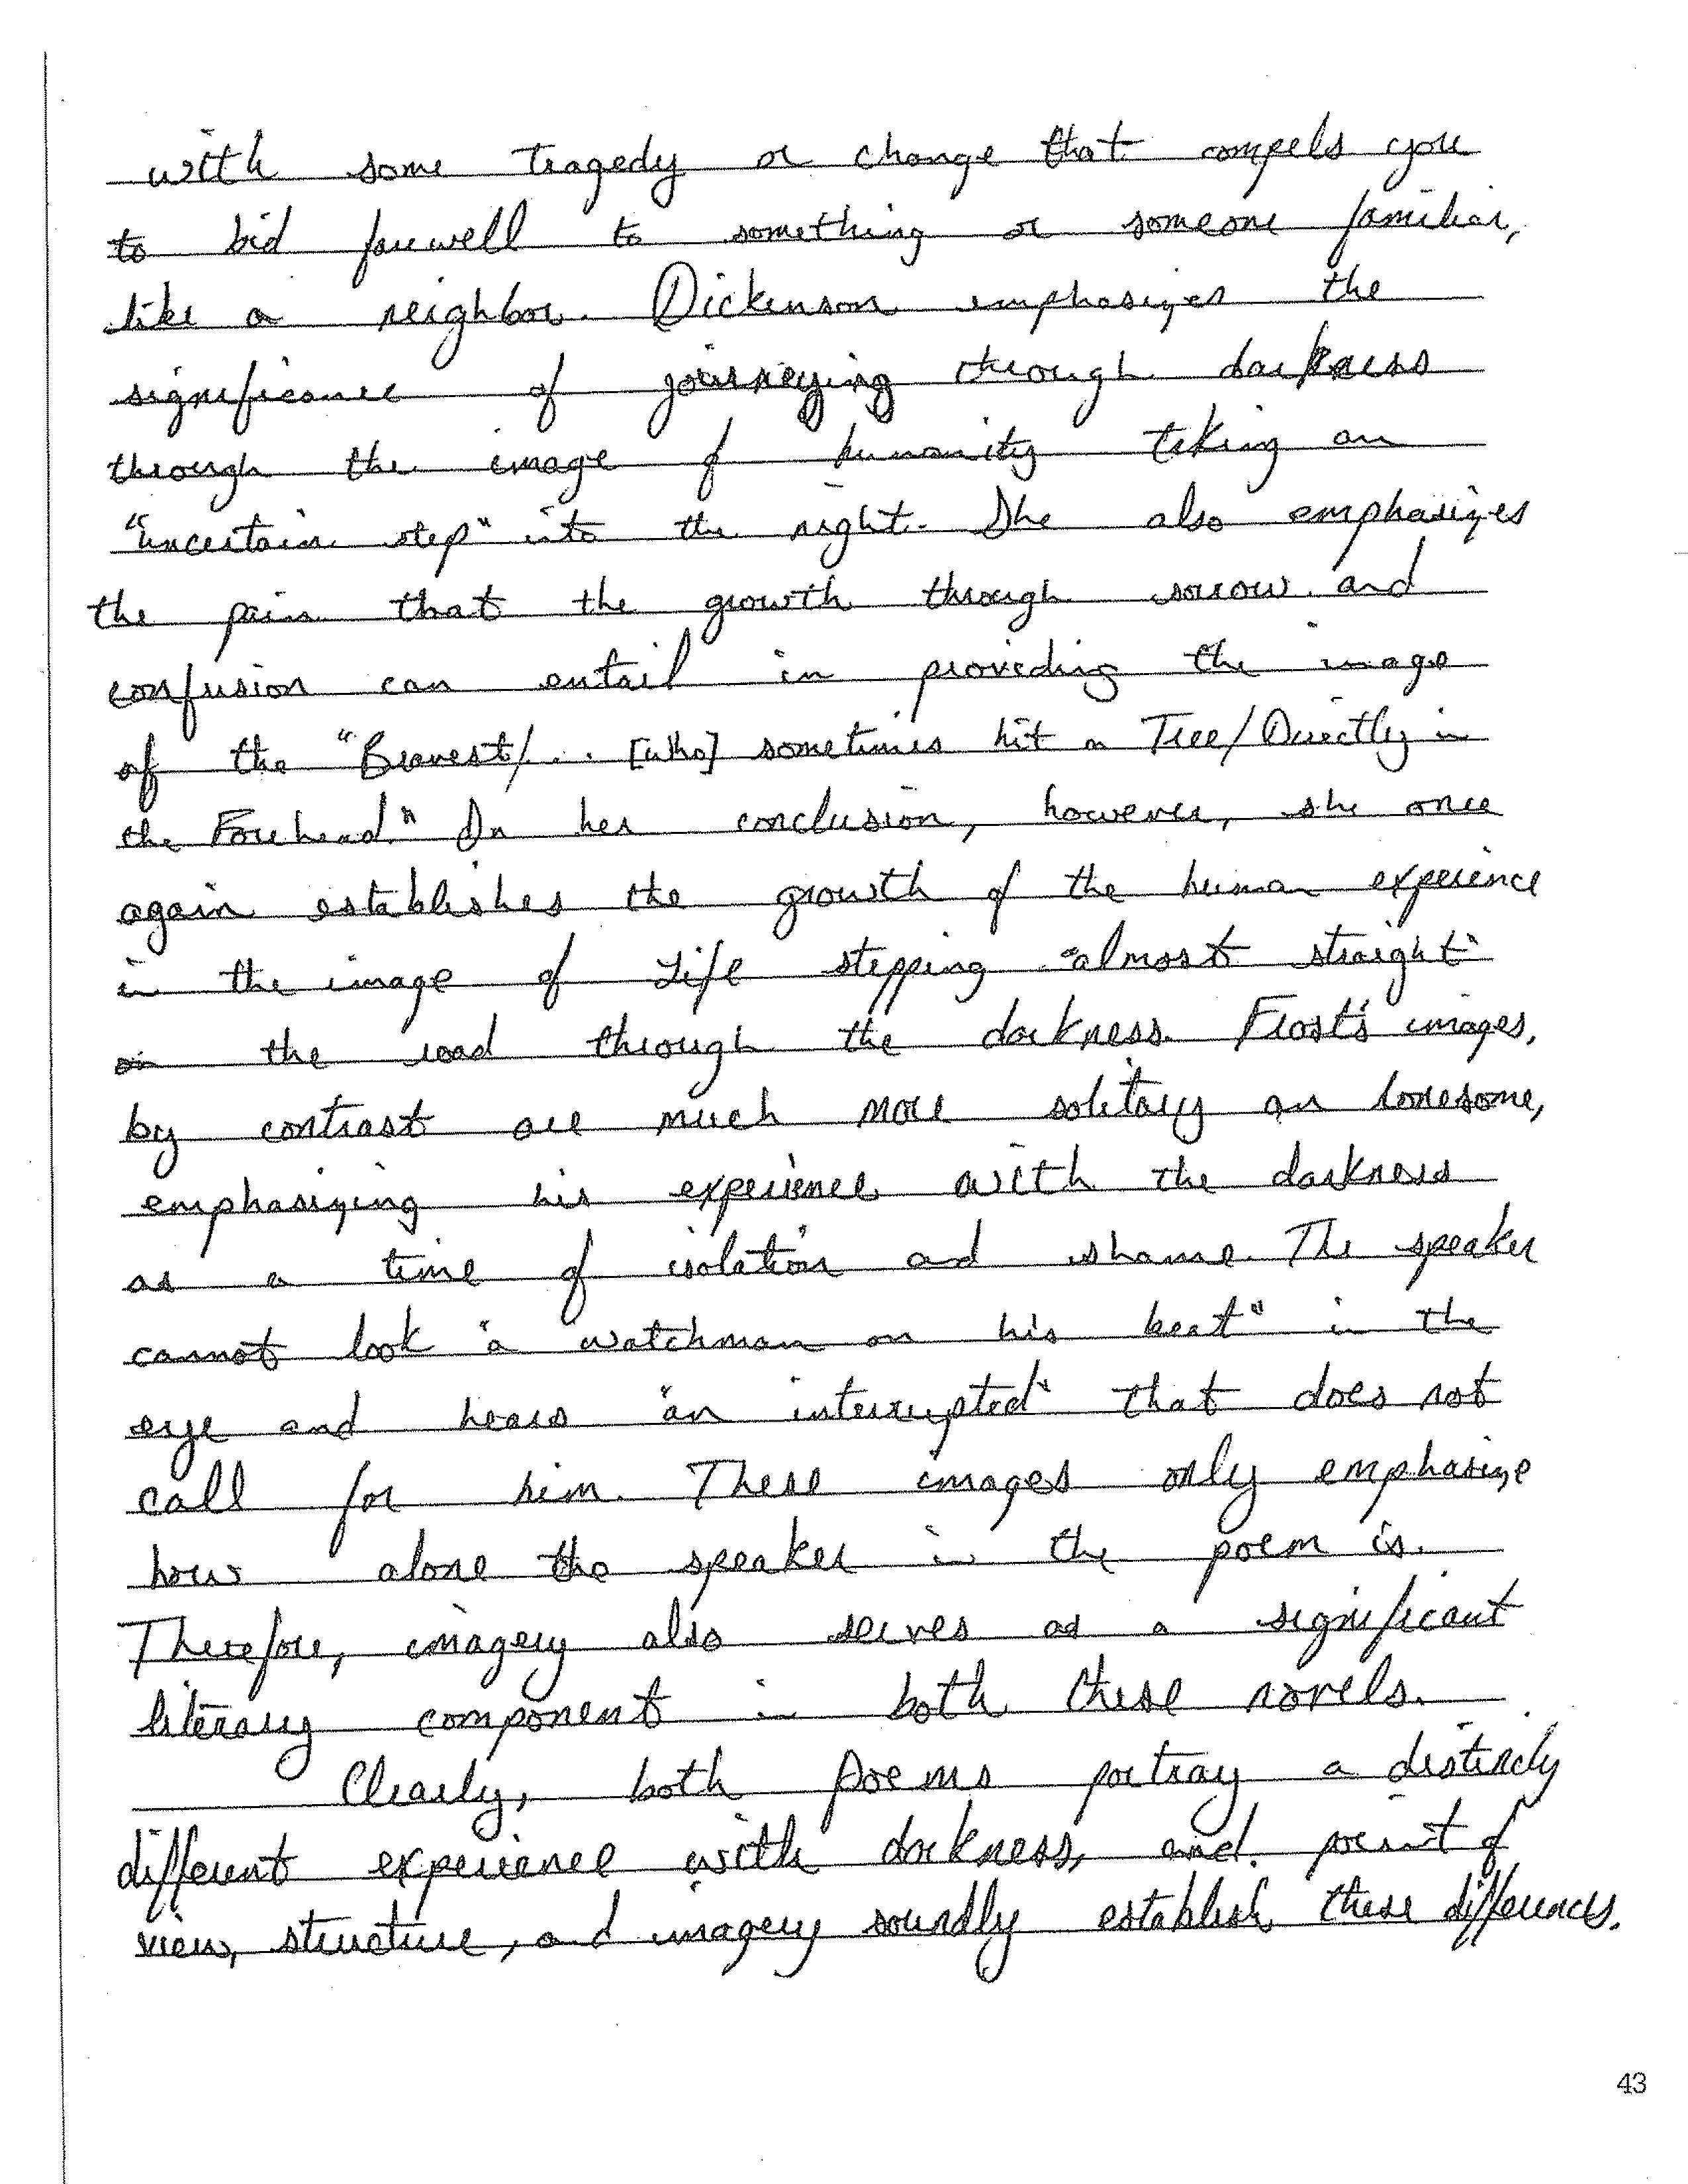 with some tragedy or change that compels you
to bid farewell to something or someone familiar,
like a neighbor. Dickenson emphasizes the
significance of journeying through darkness
through the image of humanity taking an
"uncertain step" into the night. She also emphasizes
the pain that the growth through sorrow and
confusion can entail in providing the image
of the "Bravest/... [who] sometimes hit a Tree/Directly in
the Forehead." In her conclusion, however, she once
again establishes the growth of the human experience
in the image of Life stepping "almost straight"
on the road through the darkness. Frost's images,
by contrast are much more solitary an lonesome,
emphasizing his experience with the darkness
as a time of isolation and shame. The speaker
cannot look "a watchman on his beat" in the
eye and hears "an interrupted" that does not
call for him. These images only emphasize
how alone the speaker in the poem is.
Therefore, imagery also serves as a significant
literary component in both these novels.
Clearly, both poems portray a distincly
different experience with darkness, and point of
view, structure, and imagery soundly establish these differences.
43